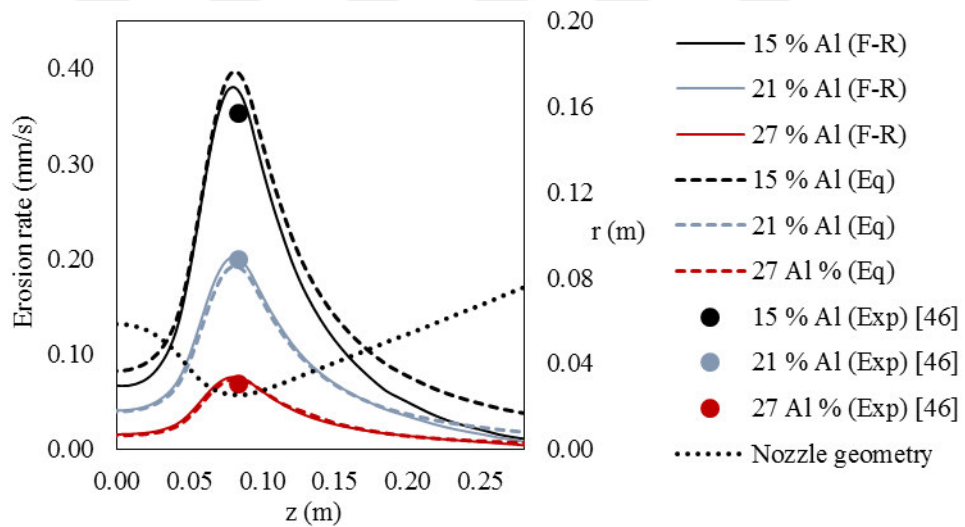 0.40
0.30
0.20
0.10
0.00
Erosion rate (mm/s)
0.00 0.05 0.10 0.15 0.20 0.25
z (m)
0.20
0.16
0.12
0.08
0.04
0.00
r (m)
15 % Al (F-R)
21 % Al (F-R)
27 % Al (F-R)
15 % Al (Eq)
21 % Al (Eq)
27 Al % (Eq)
15 % Al (Exp) [46]
21 % Al (Exp) [46]
27 Al % (Exp) [46]
Nozzle geometry